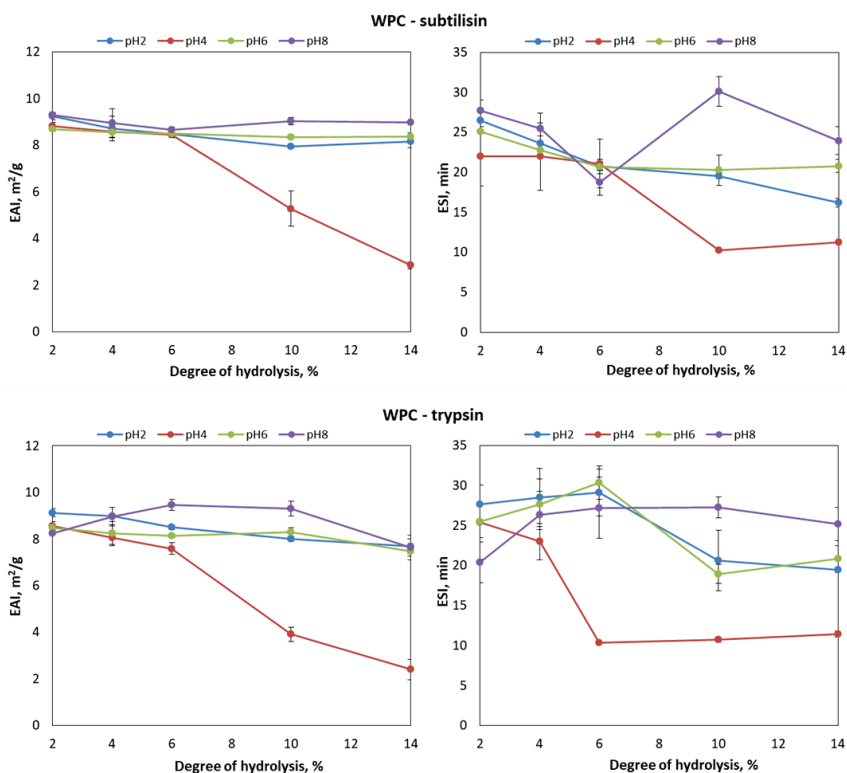 WPC - subtilisin
pH2 pH4 pH6 pH8
12
10
8
6
4
2
0
EAI, m²/g
2 4 6 8 10 12 14
Degree of hydrolysis, %
pH2 pH4 pH6 pH8
35
30
25
20
15
10
5
0
ESI, min
2 4 6 8 10 12 14
Degree of hydrolysis, %
WPC - trypsin
pH2 pH4 pH6 pH8
12
10
8
6
4
2
0
EAI, m²/g
2 4 6 8 10 12 14
Degree of hydrolysis, %
pH2 pH4 pH6 pH8
35
30
25
20
15
10
5
0
ESI, min
2 4 6 8 10 12 14
Degree of hydrolysis, %